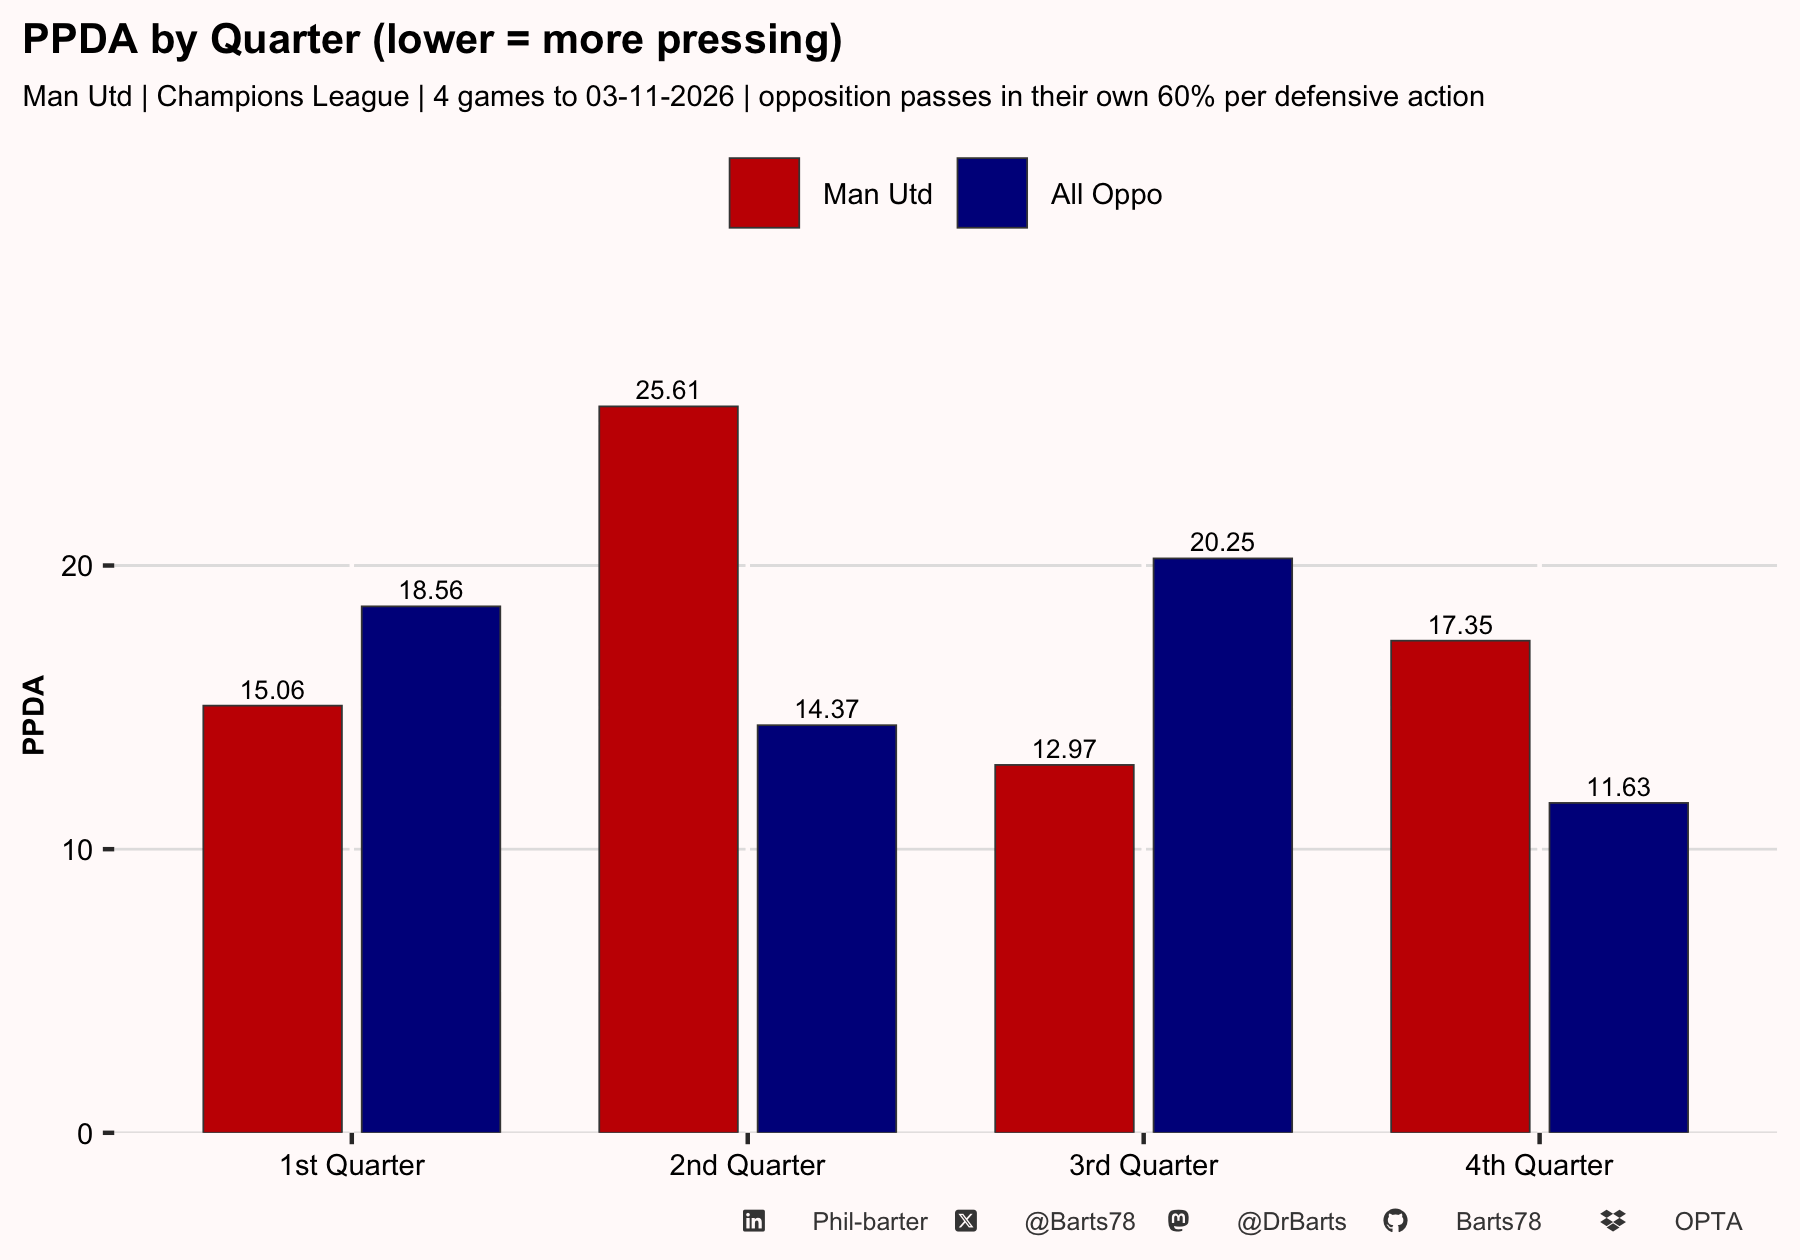 PPDA by Quarter (lower = more pressing)
Man Utd | Champions League | 4 games to 03-11-2026 | opposition passes in their own 60% per defensive action
Man Utd All Oppo
25.61
20.25
20
18.56
17.35
15.06
14.37
12.97
11.63
10
PPDA
0
1st Quarter 2nd Quarter 3rd Quarter 4th Quarter
Phil-barter @Barts78 @DrBarts Barts78 OPTA